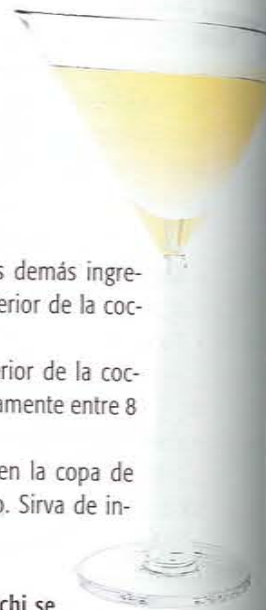 s demás ingre-
erior de la coc-
rior de la coc-
amente entre 8
en la copa de
o. Sirva de in-
chi se